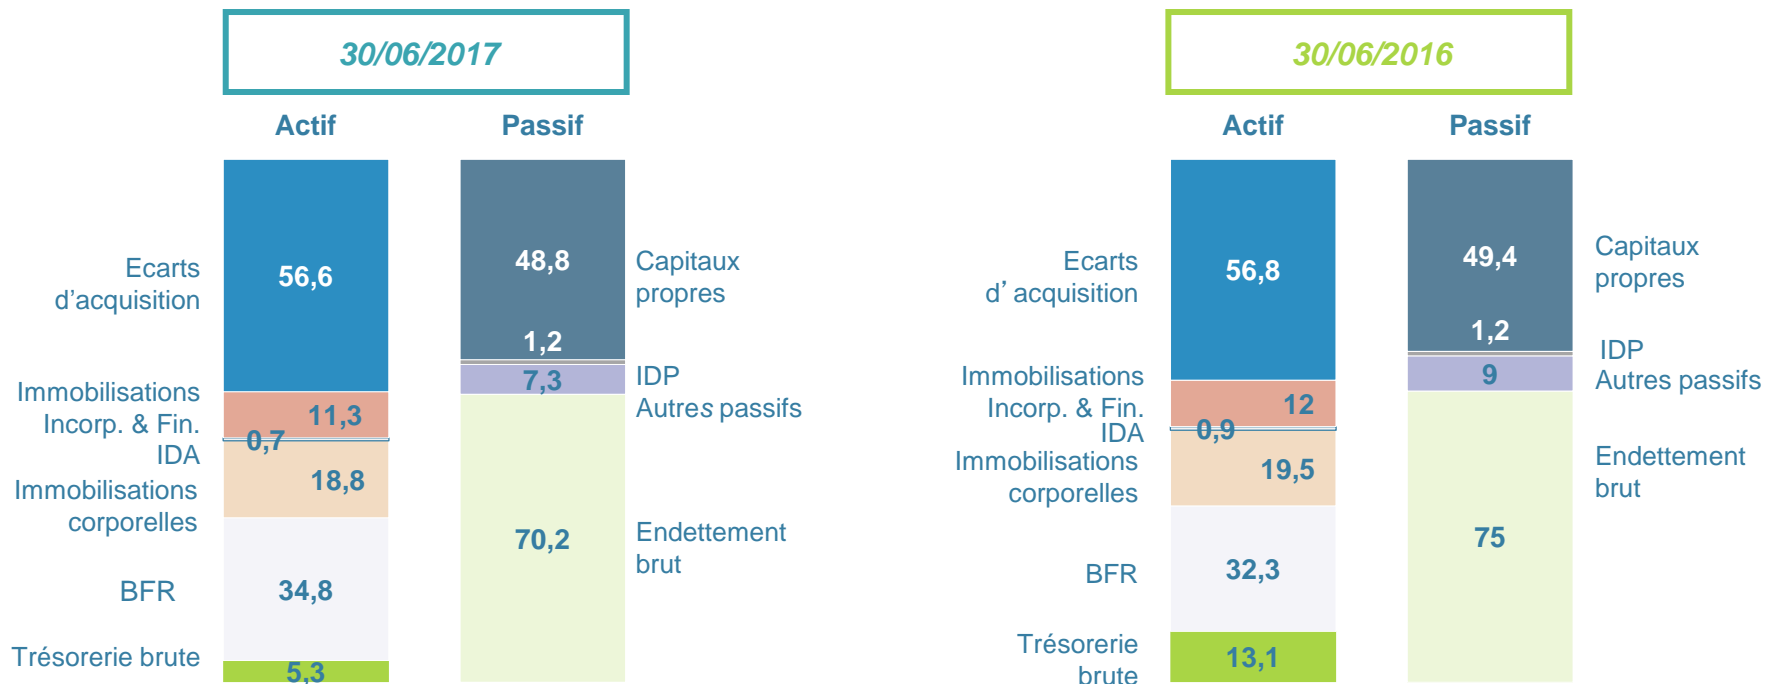 30/06/2017
Actif
Passif
Ecarts
d'acquisition
56,6
48,8
Capitaux
propres
1,2
IDP
7,3
Autres passifs
Immobilisations
Incorp. & Fin.
11,3
IDA
0,7
Immobilisations
corporelles
18,8
70,2
Endettement
brut
BFR
34,8
Trésorerie brute
5,3
30/06/2016
Actif
Passif
Ecarts
d' acquisition
56,8
49,4
Capitaux
propres
1,2
IDP
9
Autres passifs
Immobilisations
Incorp. & Fin.
12
IDA
0,9
Immobilisations
corporelles
19,5
75
Endettement
brut
BFR
32,3
Trésorerie
brute
13,1